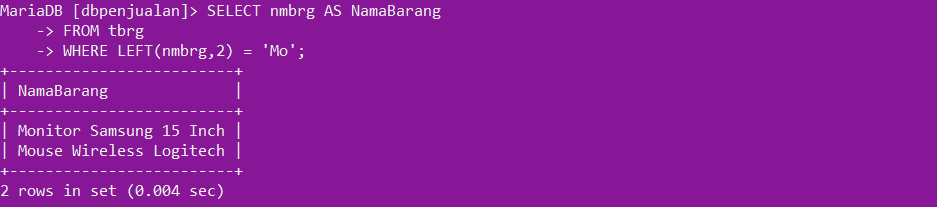 MariaDB [dbpenjualan]> SELECT nmbrg AS NamaBarang
    -> FROM tbrg
    -> WHERE LEFT(nmbrg,2) = 'Mo';
+-------------------------+
| NamaBarang              |
+-------------------------+
| Monitor Samsung 15 Inch |
| Mouse Wireless Logitech |
+-------------------------+
2 rows in set (0.004 sec)